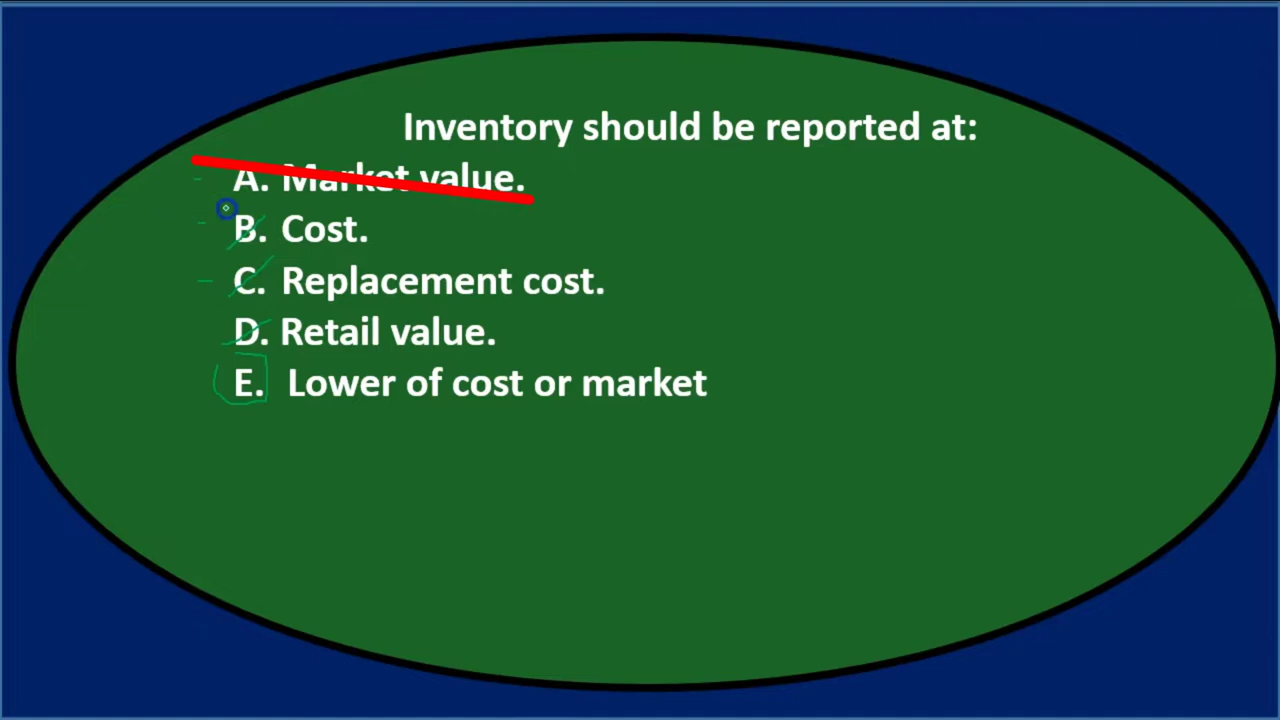 Inventory should be reported at:
A. Market value.
B. Cost.
C. Replacement cost.
D. Retail value.
E. Lower of cost or market